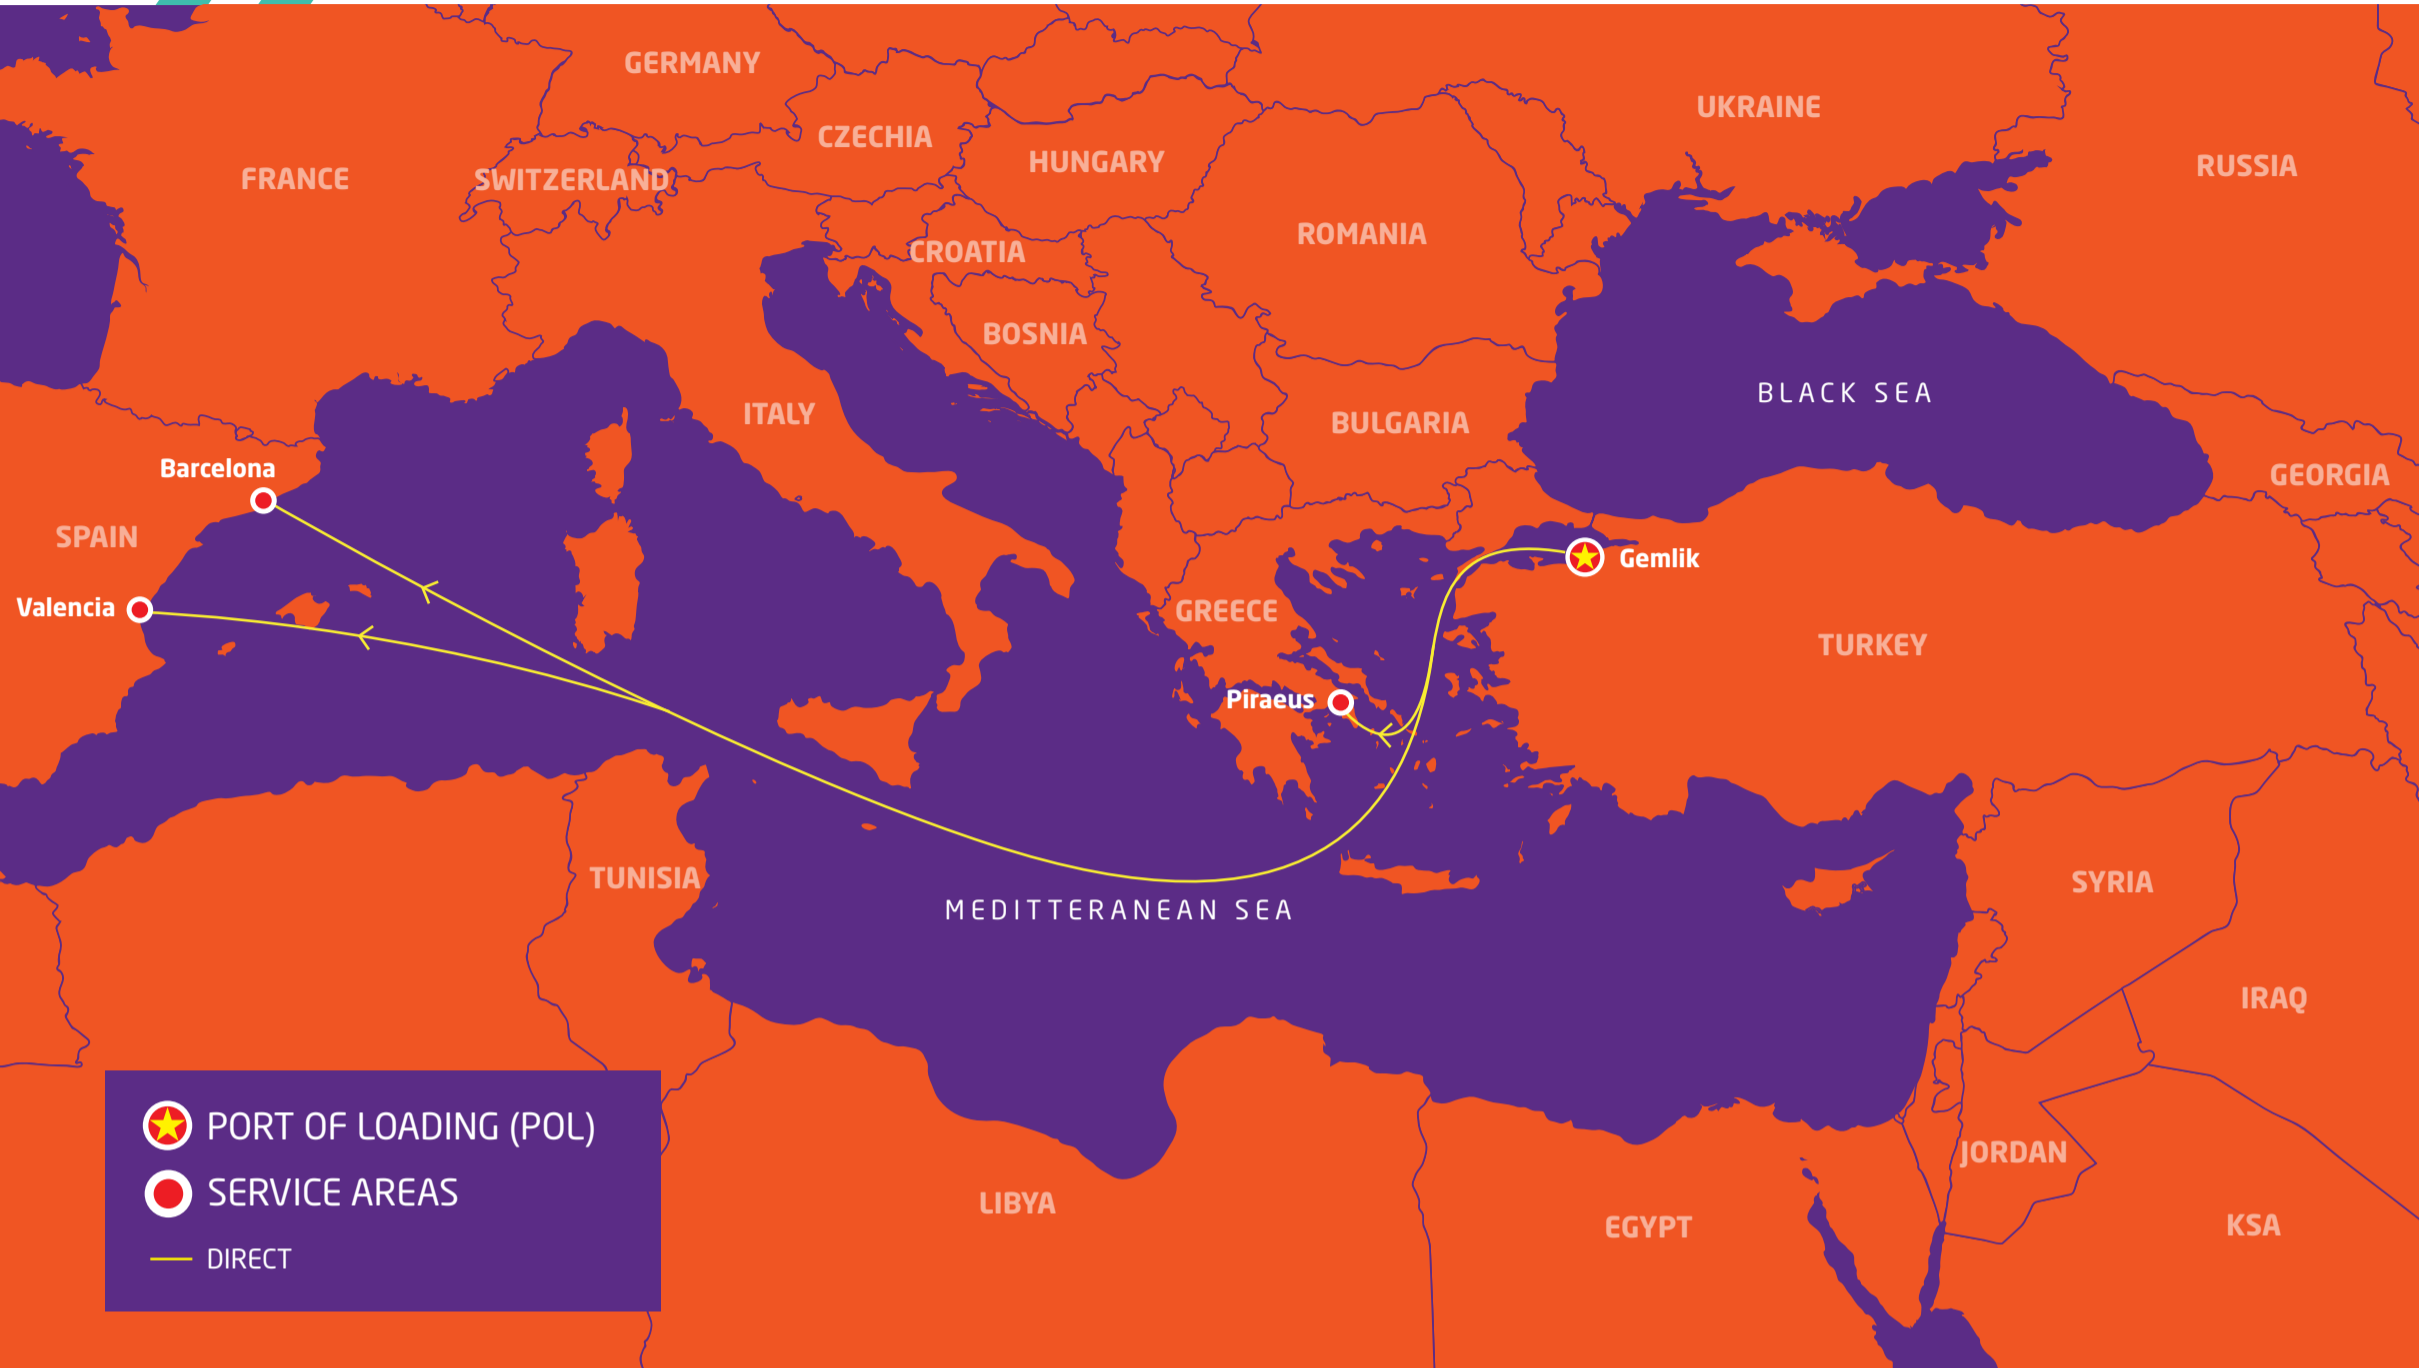 GERMANY
UKRAINE
CZECHIA
HUNGARY
RUSSIA
FRANCE
SWITZERLAND
ROMANIA
CROATIA
BOSNIA
BLACK SEA
ITALY
BULGARIA
Barcelona
GEORGIA
SPAIN
Gemlik
Valencia
GREECE
TURKEY
Piraeus
TUNISIA
SYRIA
MEDITTERANEAN SEA
IRAQ
PORT OF LOADING (POL)
SERVICE AREAS
DIRECT
JORDAN
LIBYA
EGYPT
KSA